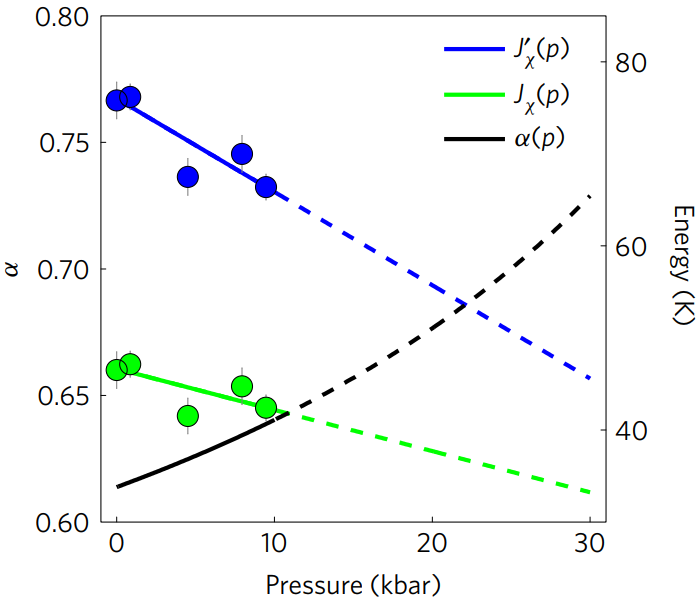 0.80
0.75
0.70
0.65
0.60
α
80
60
40
Energy (K)
J′χ(p)
Jχ(p)
α(p)
0 10 20 30
Pressure (kbar)